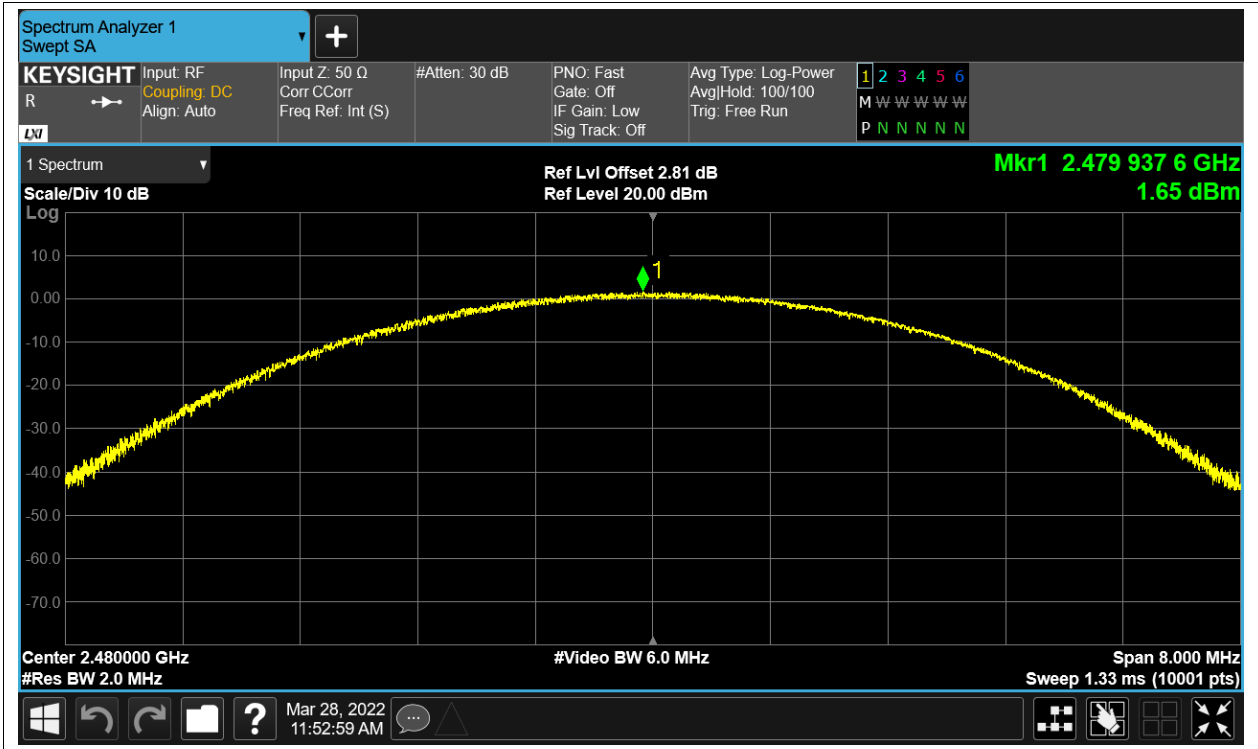 Spectrum Analyzer 1
Swept SA
KEYSIGHT
R
LXI
Input: RF
Coupling: DC
Align: Auto
Input Z: 50 Ω
Corr CCorr
Freq Ref: Int (S)
#Atten: 30 dB
PNO: Fast
Gate: Off
IF Gain: Low
Sig Track: Off
Avg Type: Log-Power
Avg|Hold: 100/100
Trig: Free Run
1 2 3 4 5 6
M W W W W W W
P N N N N N
1 Spectrum
Scale/Div 10 dB
Log
Ref Lvl Offset 2.81 dB
Ref Level 20.00 dBm
Mkr1 2.479 937 6 GHz
1.65 dBm
1
10.0
0.00
-10.0
-20.0
-30.0
-40.0
-50.0
-60.0
-70.0
Center 2.480000 GHz
#Video BW 6.0 MHz
Span 8.000 MHz
#Res BW 2.0 MHz
Sweep 1.33 ms (10001 pts)
?
Mar 28, 2022
11:52:59 AM